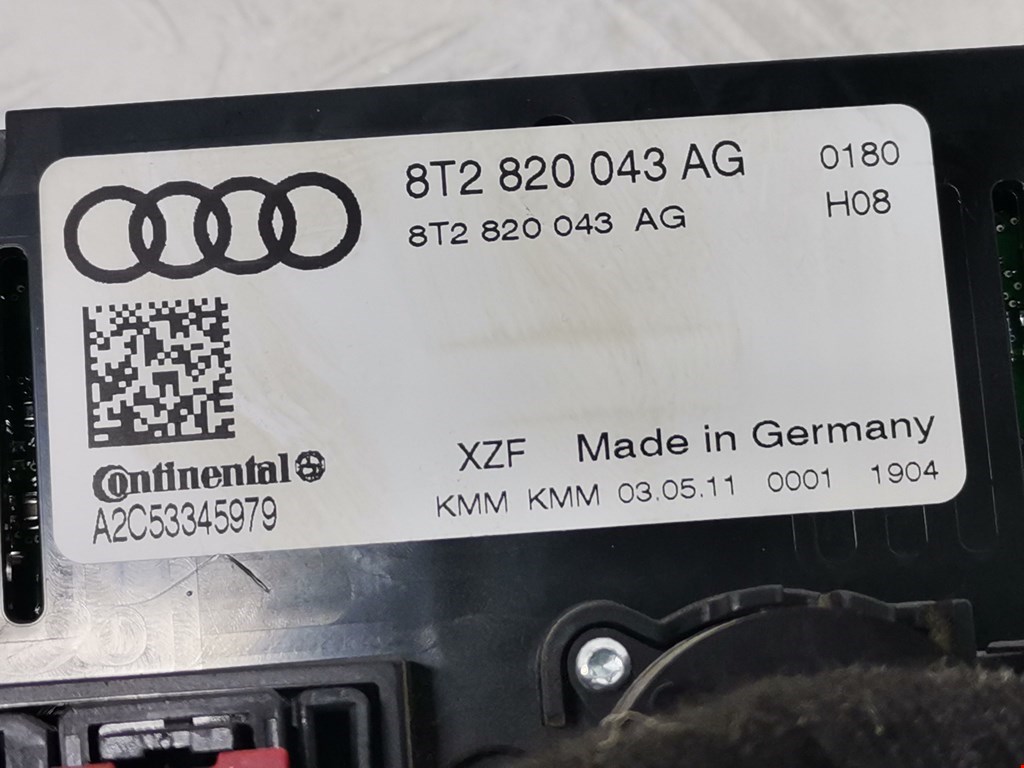 8T2 820 043 AG 0180
8T2 820 043 AG H08
Continental
A2C53345979
XZF Made in Germany
KMM KMM 03.05.11 0001 1904